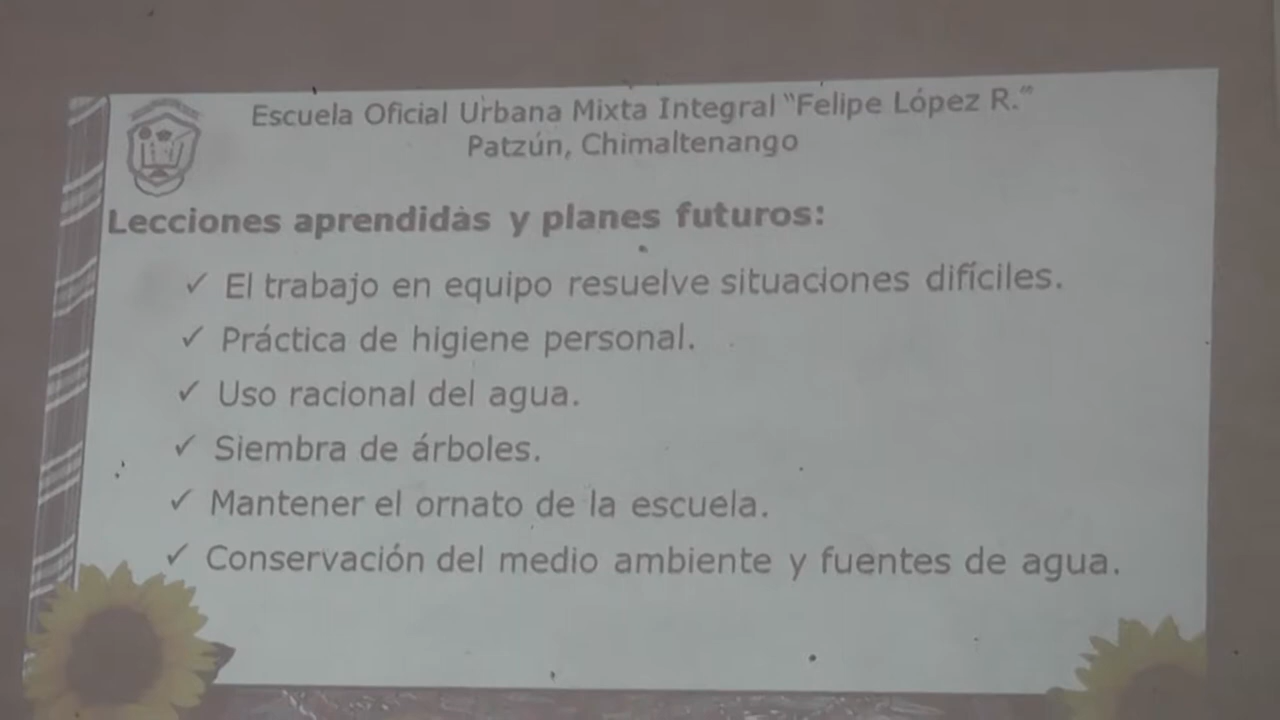 Escuela Oficial Urbana Mixta Integral "Felipe López R."
Patzún, Chimaltenango
Lecciones aprendidas y planes futuros:
✓ El trabajo en equipo resuelve situaciones difíciles.
✓ Práctica de higiene personal.
✓ Uso racional del agua.
✓ Siembra de árboles.
✓ Mantener el ornato de la escuela.
✓ Conservación del medio ambiente y fuentes de agua.